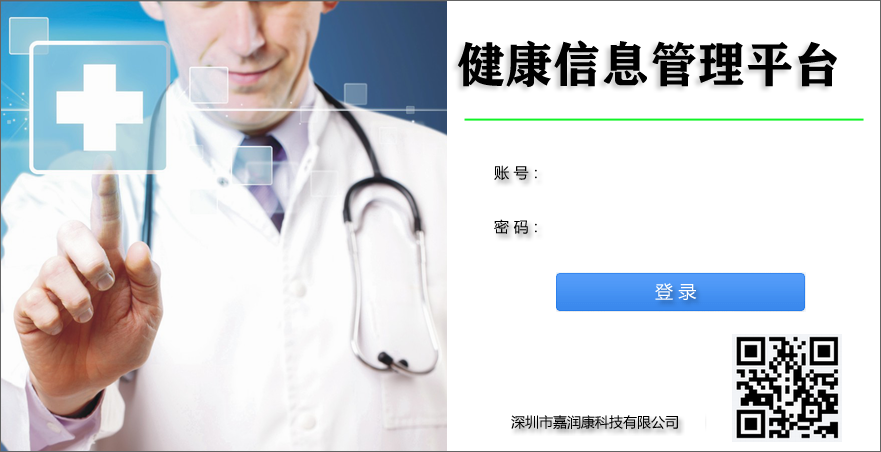 健康信息管理平台
账 号 :
密 码 :
登 录
深圳市嘉润康科技有限公司